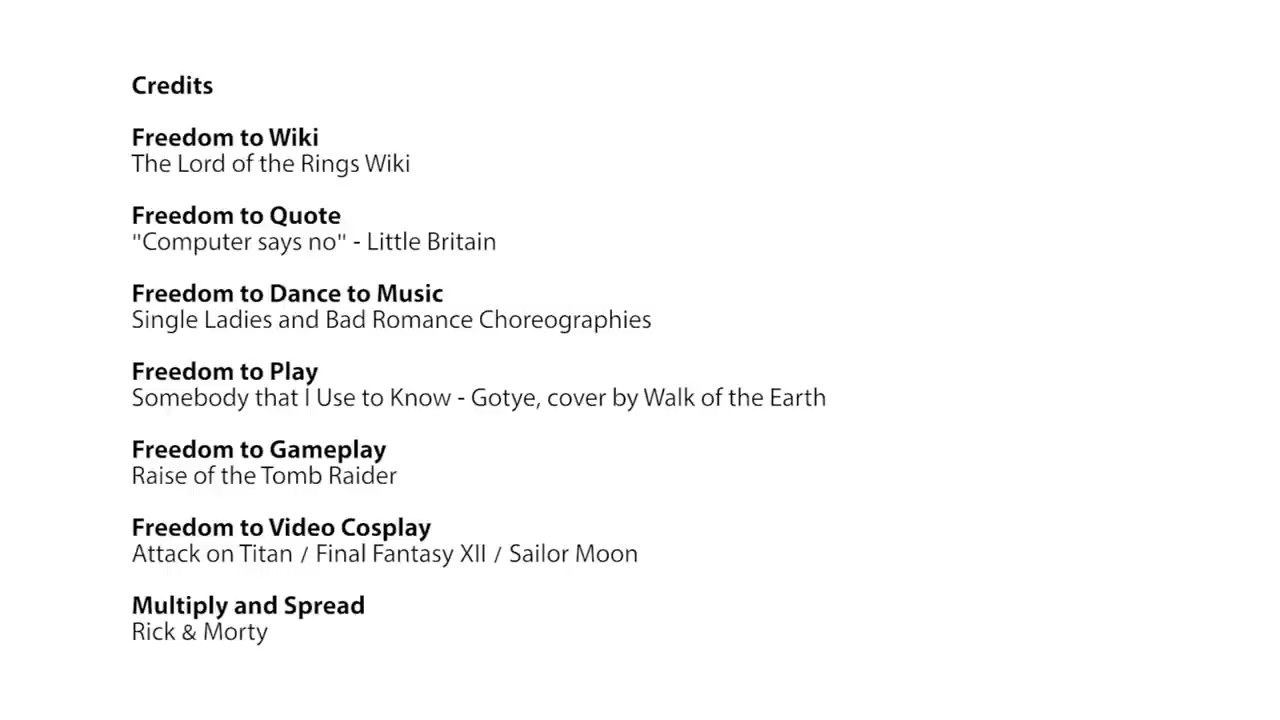 Credits
Freedom to Wiki
The Lord of the Rings Wiki
Freedom to Quote
"Computer says no" - Little Britain
Freedom to Dance to Music
Single Ladies and Bad Romance Choreographies
Freedom to Play
Somebody that I Use to Know - Gotye, cover by Walk of the Earth
Freedom to Gameplay
Raise of the Tomb Raider
Freedom to Video Cosplay
Attack on Titan / Final Fantasy XII / Sailor Moon
Multiply and Spread
Rick & Morty